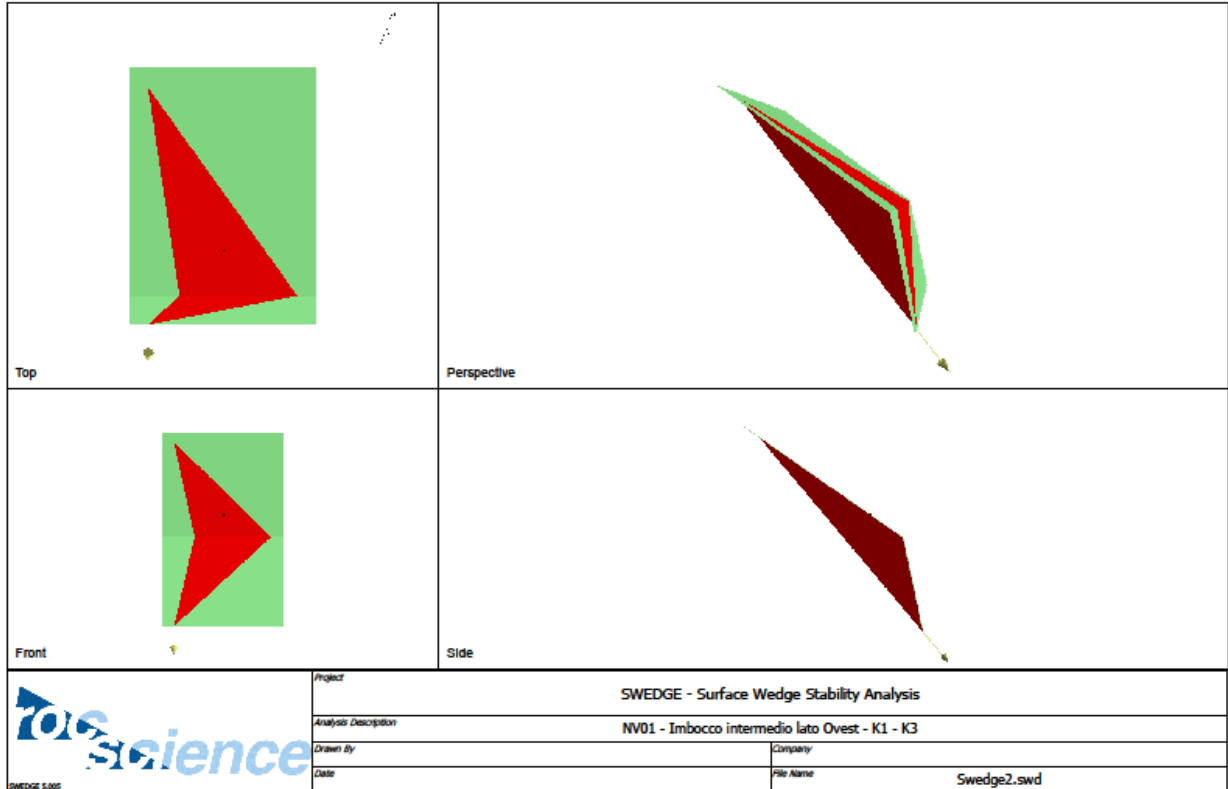 Top
Perspective
Front
Side
rocscience
SWEDGE 5.005
Project
SWEDGE - Surface Wedge Stability Analysis
Analysis Description
NV01 - Imbocco intermedio lato Ovest - K1 - K3
Drawn By
Company
Date
File Name
Swedge2.swd